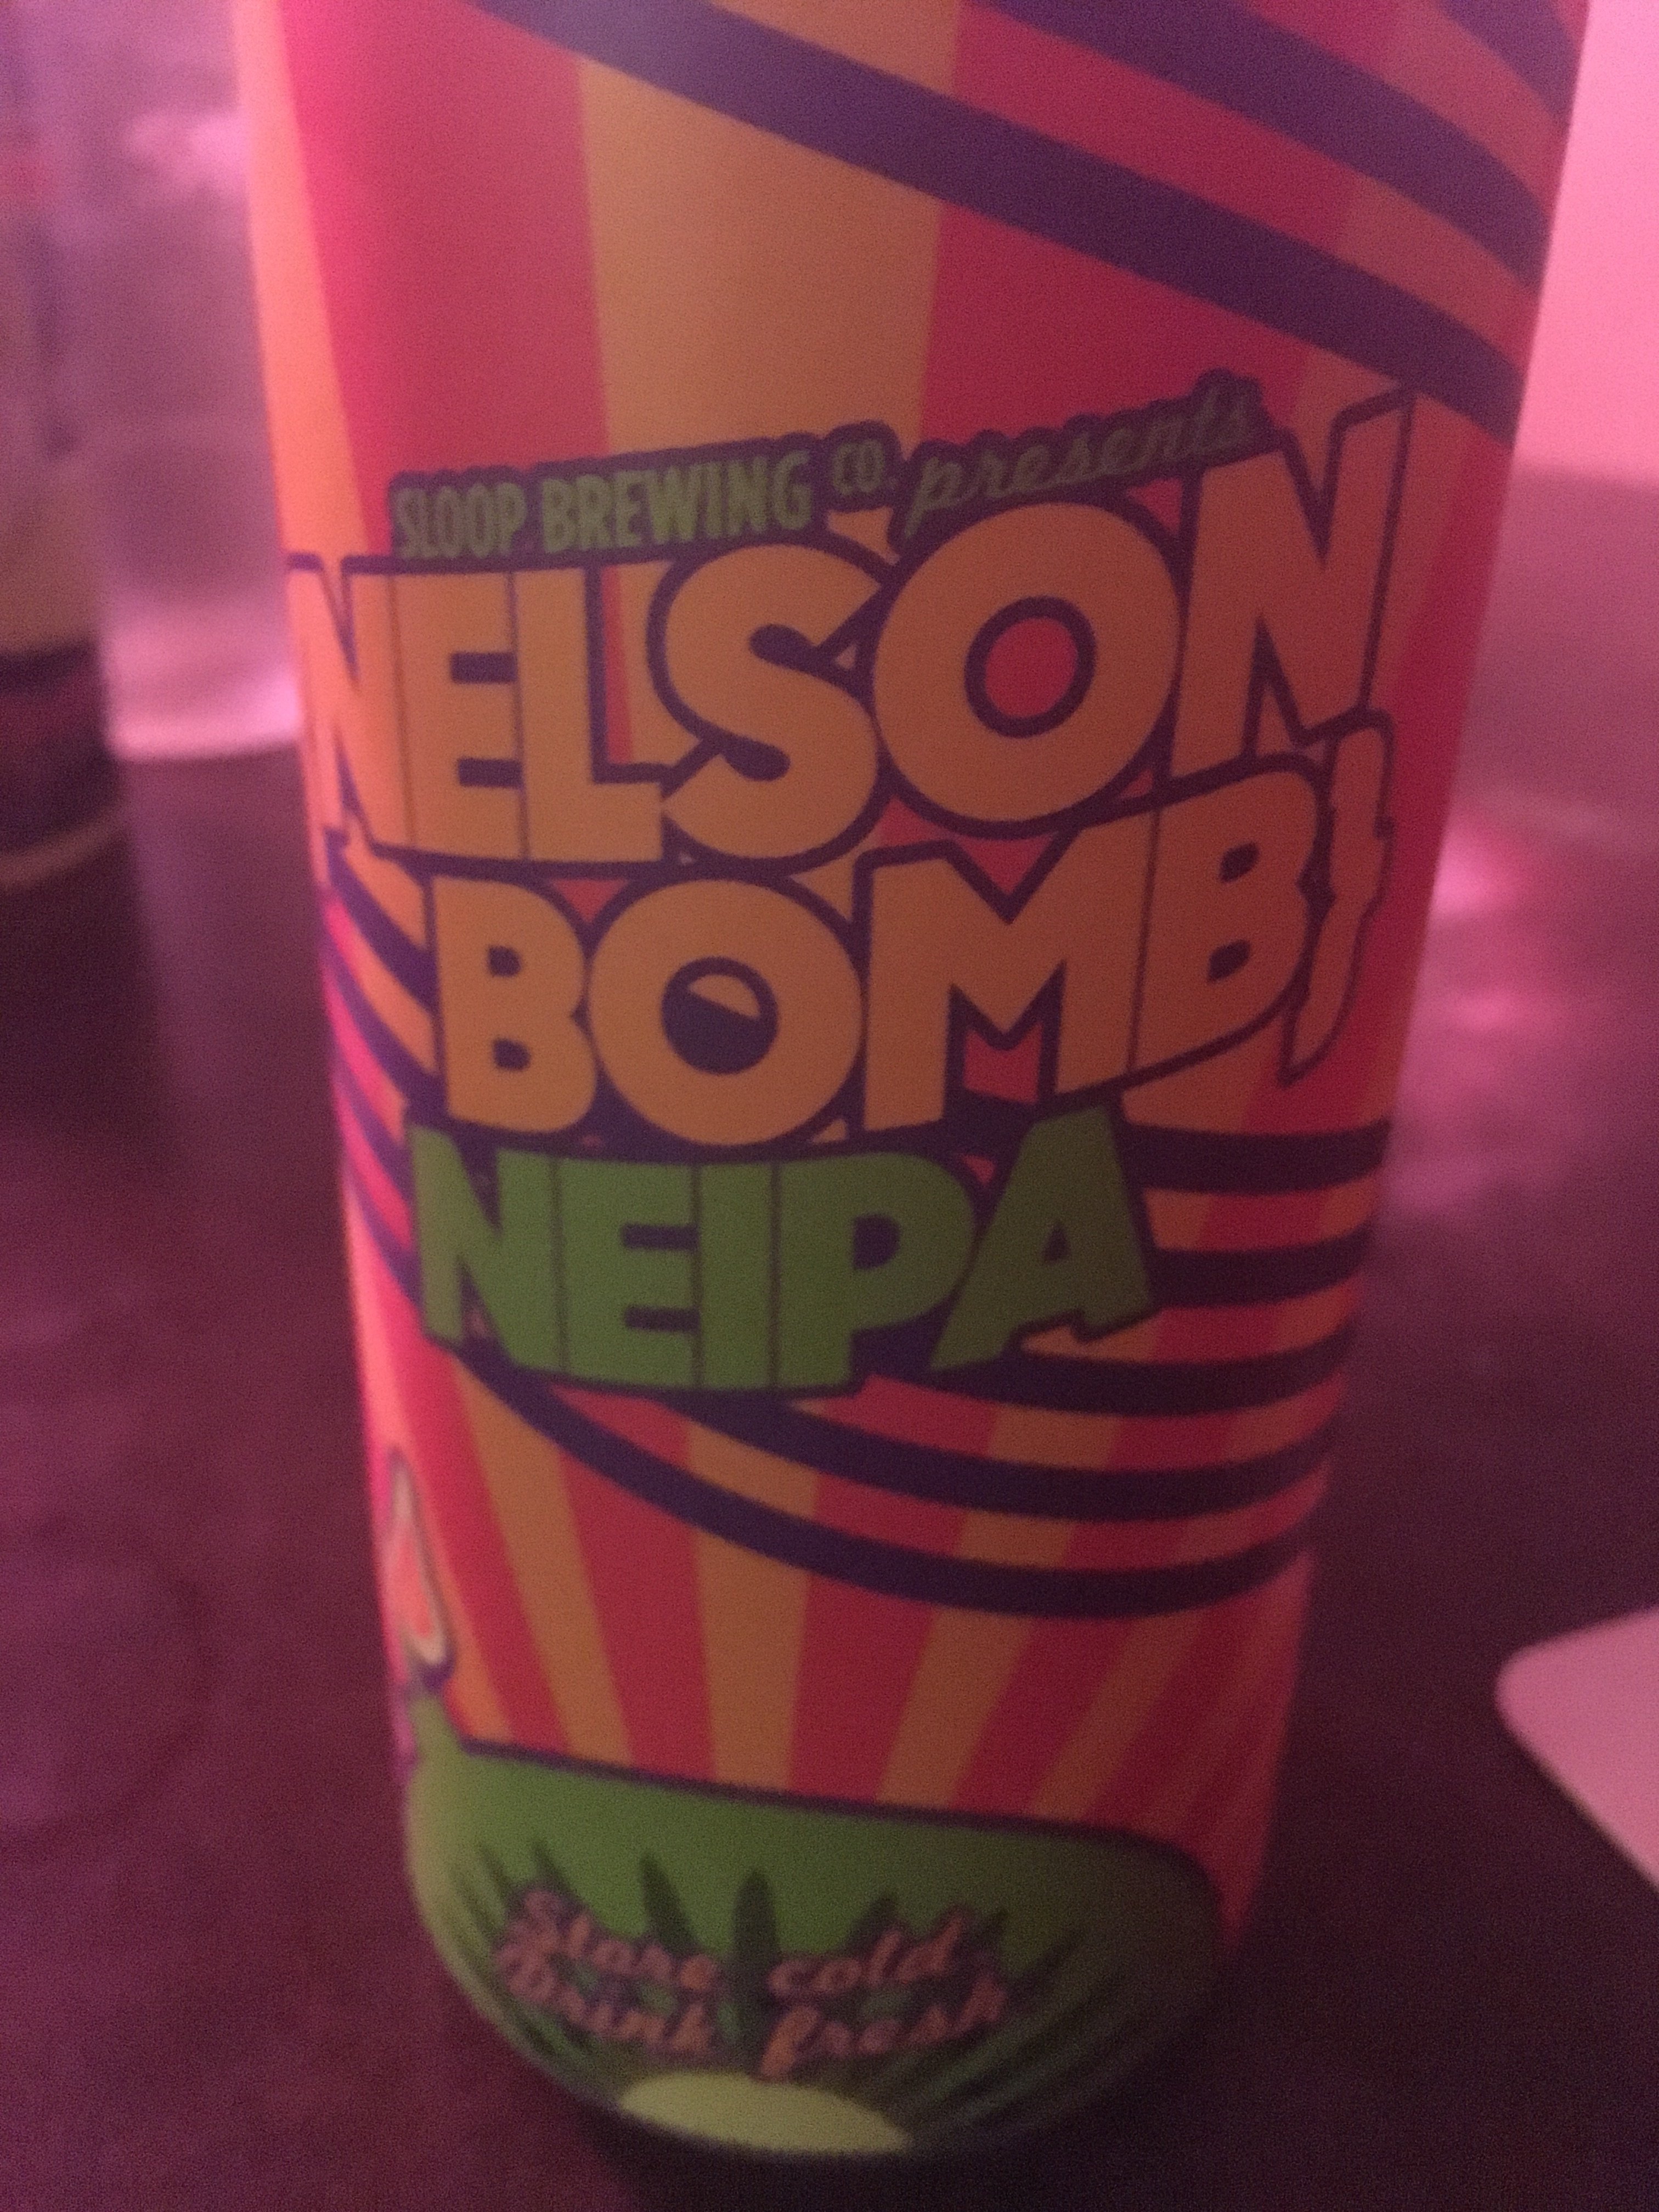 SLOOP BREWING CO. presents
NELSON
BOMB
NEIPA
Store cold
Drink fresh